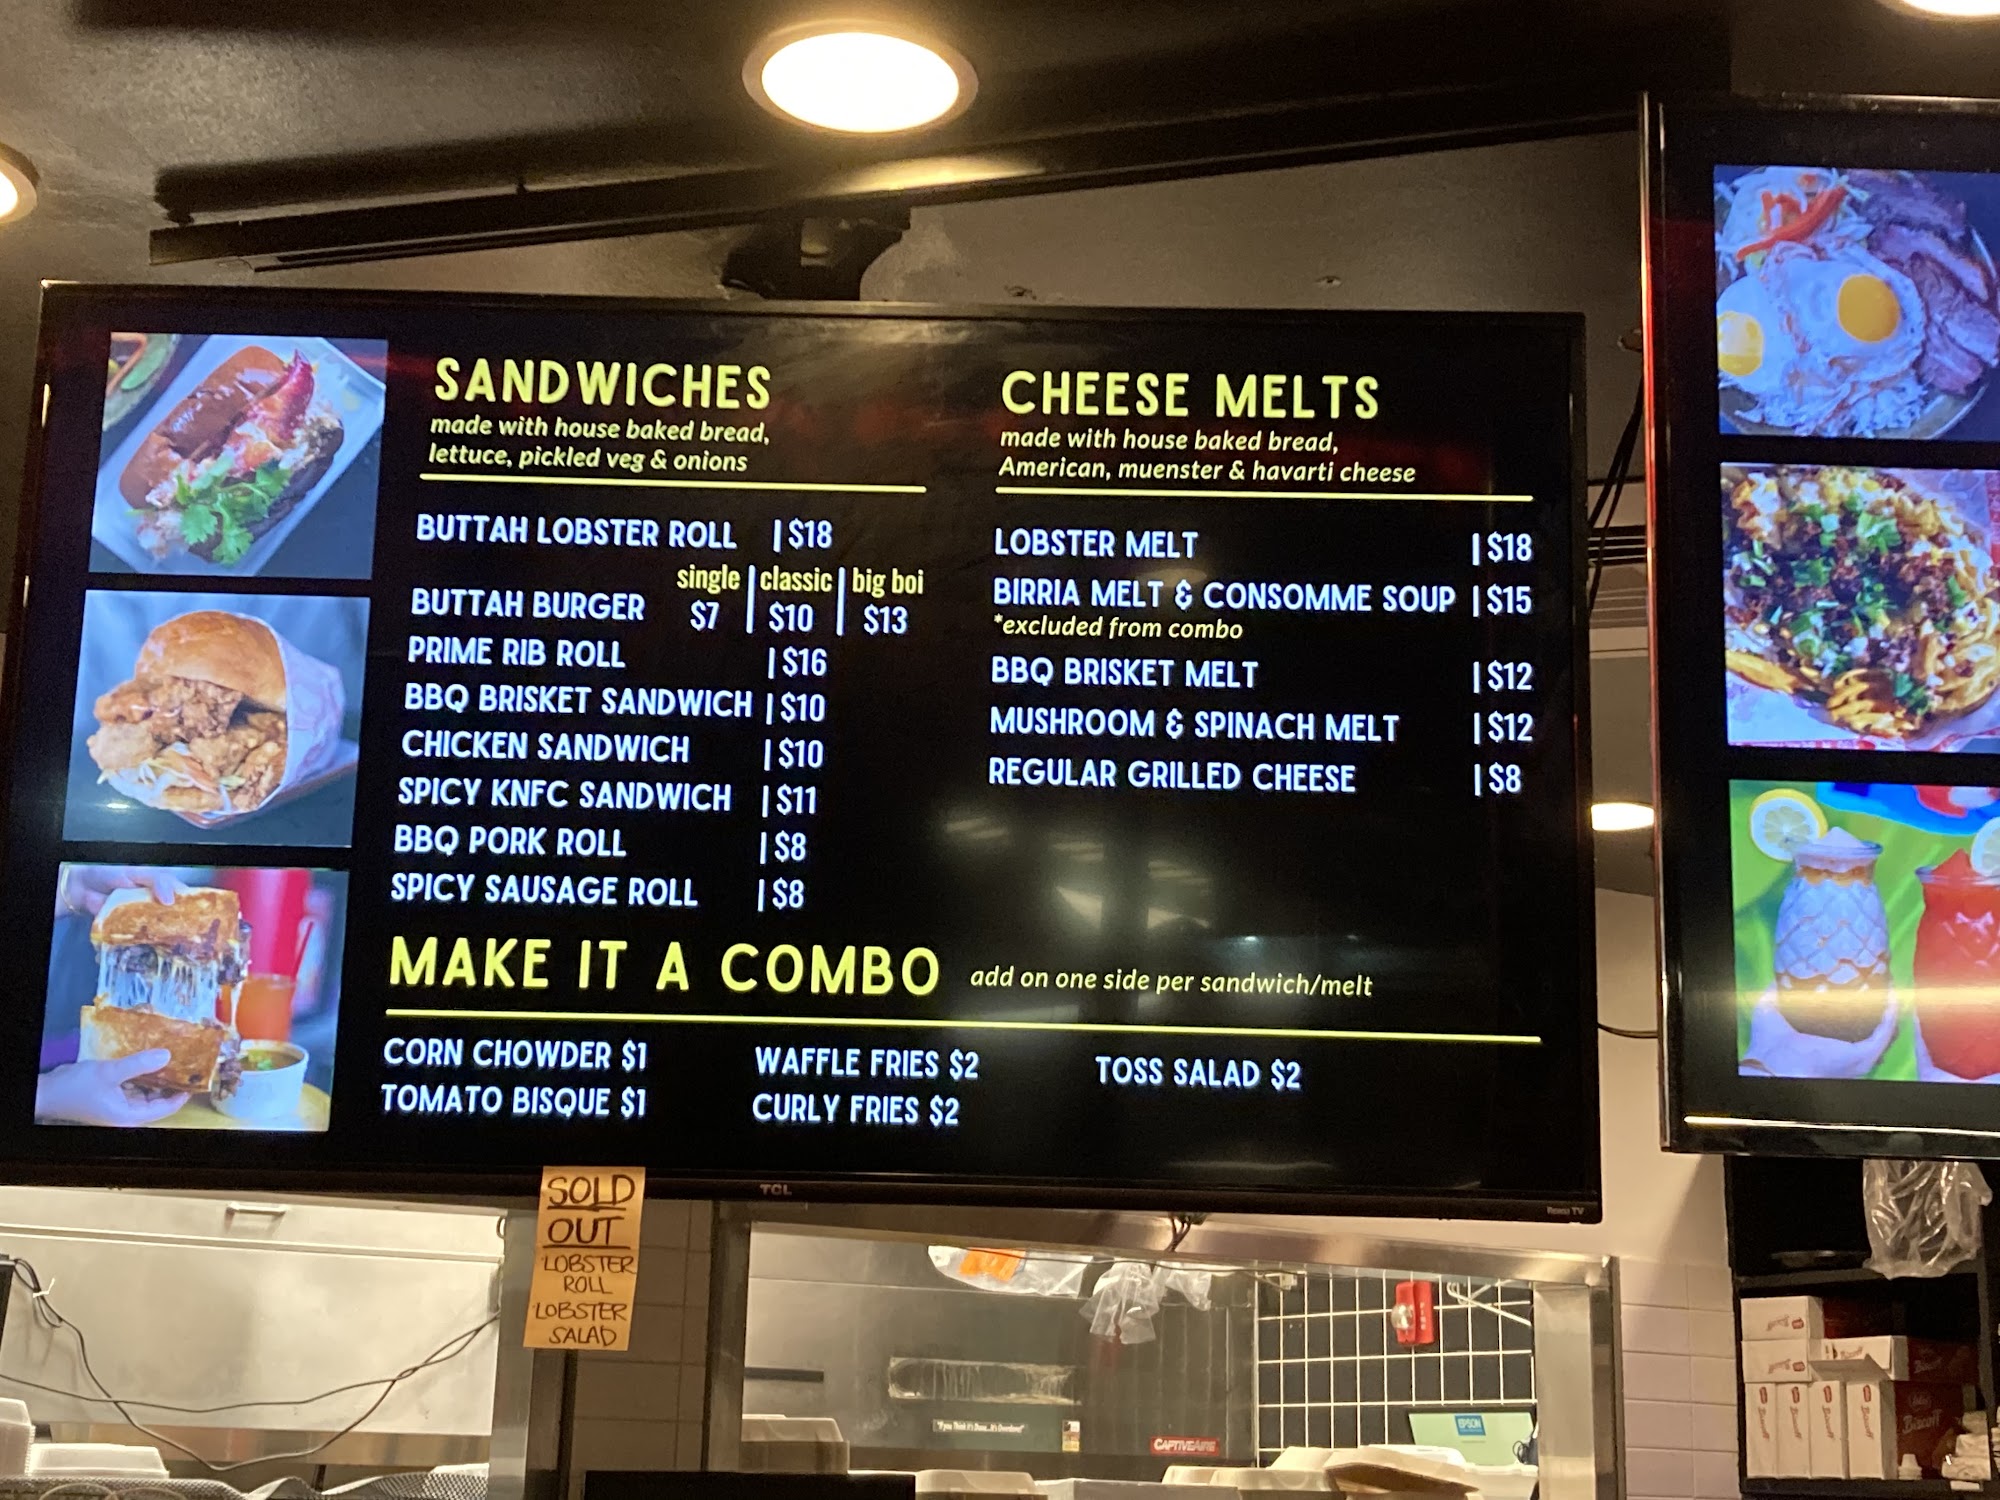 SANDWICHES
made with house baked bread,
lettuce, pickled veg & onions
BUTTAH LOBSTER ROLL | $18
single | classic | big boi
BUTTAH BURGER $7 | $10 | $13
PRIME RIB ROLL | $16
BBQ BRISKET SANDWICH | $10
CHICKEN SANDWICH | $10
SPICY KNFC SANDWICH | $11
BBQ PORK ROLL | $8
SPICY SAUSAGE ROLL | $8
CHEESE MELTS
made with house baked bread,
American, muenster & havarti cheese
LOBSTER MELT | $18
BIRRIA MELT & CONSOMME SOUP | $15
*excluded from combo
BBQ BRISKET MELT | $12
MUSHROOM & SPINACH MELT | $12
REGULAR GRILLED CHEESE | $8
MAKE IT A COMBO add on one side per sandwich/melt
CORN CHOWDER $1 WAFFLE FRIES $2 TOSS SALAD $2
TOMATO BISQUE $1 CURLY FRIES $2
TCL
Roku TV
SOLD
OUT
LOBSTER
ROLL
LOBSTER
SALAD
CAPTIVEAIRE
EPSON
Biscoff